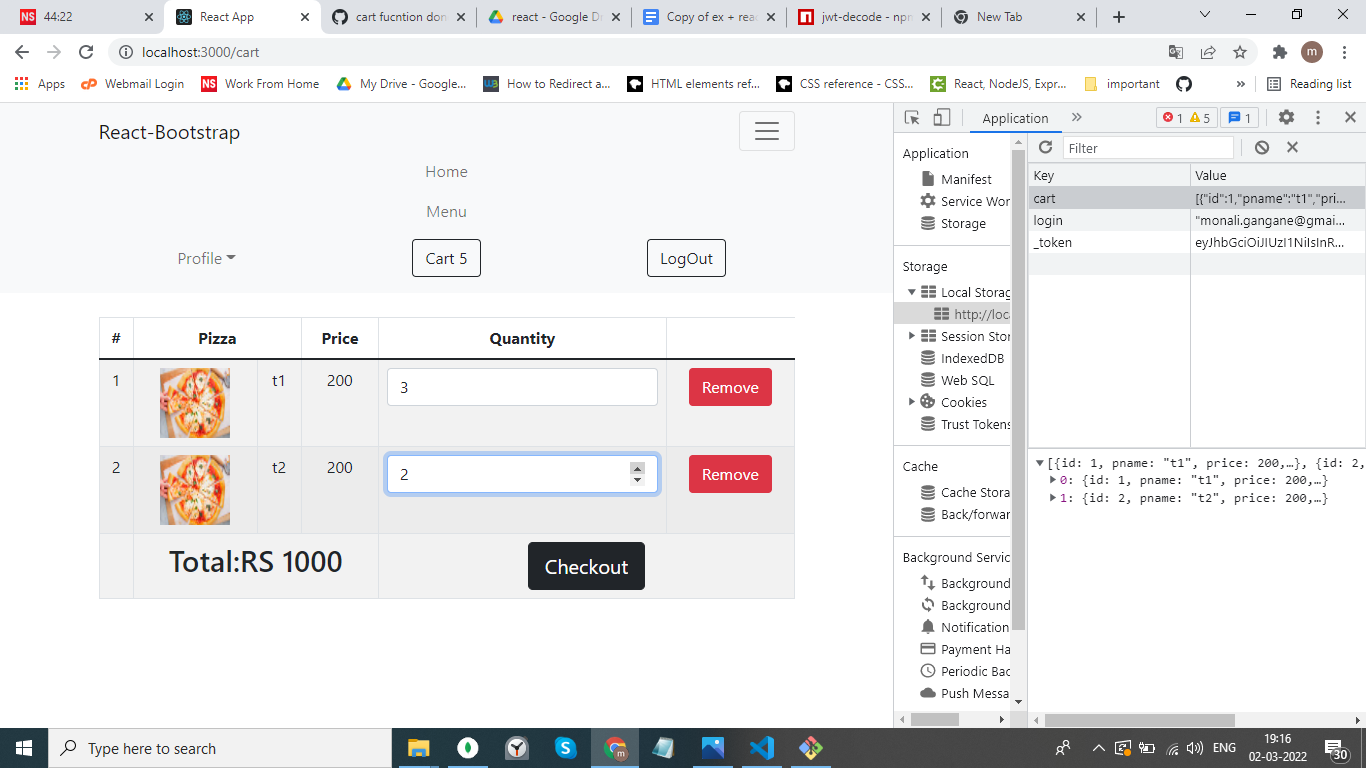 NS 44:22
React App
cart fucntion don
react - Google Dr
Copy of ex + rea
jwt-decode - npm
New Tab
localhost:3000/cart
m
Apps
Webmail Login
NS Work From Home
My Drive - Google...
How to Redirect a...
HTML elements ref...
CSS reference - CSS...
React, NodeJS, Expr...
important
»
Reading list
React-Bootstrap
Home
Menu
Profile
Cart 5
LogOut
# Pizza Price Quantity
1 t1 200 3 Remove
2 t2 200 2 Remove
Total:RS 1000 Checkout
Application
»
1 5 1
Application
Manifest
Service Wor
Storage
Storage
Local Storag
http://loca
Session Stor
IndexedDB
Web SQL
Cookies
Trust Tokens
Cache
Cache Stora
Back/forwar
Background Servic
Background
Background
Notification
Payment Ha
Periodic Bac
Push Messa
Filter
Key Value
cart [{"id":1,"pname":"t1","pri...
login "monali.gangane@gmai...
_token eyJhbGciOiJIUzI1NiIsInR...
[{id: 1, pname: "t1", price: 200,…}, {id: 2,
0: {id: 1, pname: "t1", price: 200,…}
1: {id: 2, pname: "t2", price: 200,…}
Type here to search
ENG
19:16
02-03-2022
30